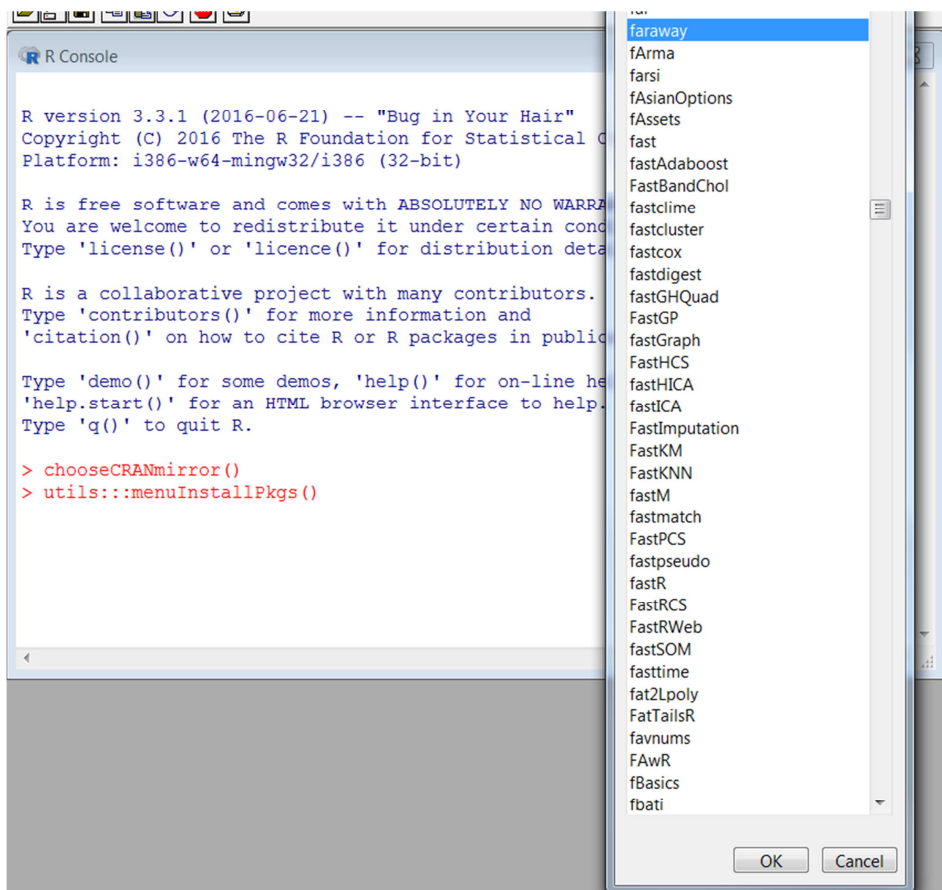 R Console
R version 3.3.1 (2016-06-21) -- "Bug in Your Hair"
Copyright (C) 2016 The R Foundation for Statistical C
Platform: i386-w64-mingw32/i386 (32-bit)
R is free software and comes with ABSOLUTELY NO WARRA
You are welcome to redistribute it under certain cond
Type 'license()' or 'licence()' for distribution deta
R is a collaborative project with many contributors.
Type 'contributors()' for more information and
'citation()' on how to cite R or R packages in public
Type 'demo()' for some demos, 'help()' for on-line he
'help.start()' for an HTML browser interface to help.
Type 'q()' to quit R.
> chooseCRANmirror()
> utils:::menuInstallPkgs()
faraway
fArma
farsi
fAsianOptions
fAssets
fast
fastAdaboost
FastBandChol
fastclime
fastcluster
fastcox
fastdigest
fastGHQuad
FastGP
fastGraph
FastHCS
fastHICA
fastICA
FastImputation
FastKM
FastKNN
fastM
fastmatch
FastPCS
fastpseudo
fastR
FastRCS
FastRWeb
fastSOM
fasttime
fat2Lpoly
FatTailsR
favnums
FAwR
fBasics
fbati
OK
Cancel